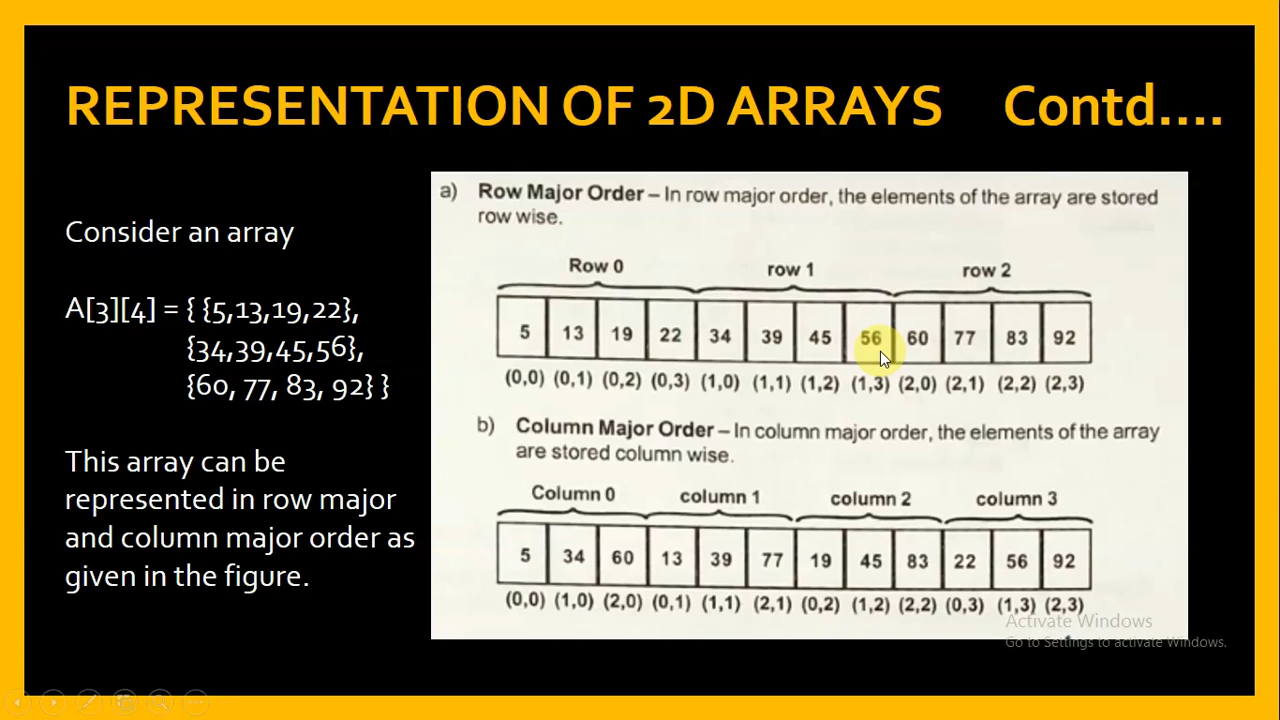 REPRESENTATION OF 2D ARRAYS Contd....
Consider an array
A[3][4] = { {5,13,19,22},
{34,39,45,56},
{60, 77, 83, 92} }
This array can be
represented in row major
and column major order as
given in the figure.
a) Row Major Order – In row major order, the elements of the array are stored
row wise.
Row 0 row 1 row 2
5 13 19 22 34 39 45 56 60 77 83 92
(0,0) (0,1) (0,2) (0,3) (1,0) (1,1) (1,2) (1,3) (2,0) (2,1) (2,2) (2,3)
b) Column Major Order – In column major order, the elements of the array
are stored column wise.
Column 0 column 1 column 2 column 3
5 34 60 13 39 77 19 45 83 22 56 92
(0,0) (1,0) (2,0) (0,1) (1,1) (2,1) (0,2) (1,2) (2,2) (0,3) (1,3) (2,3)
Activate Windows
Go to Settings to activate Windows.